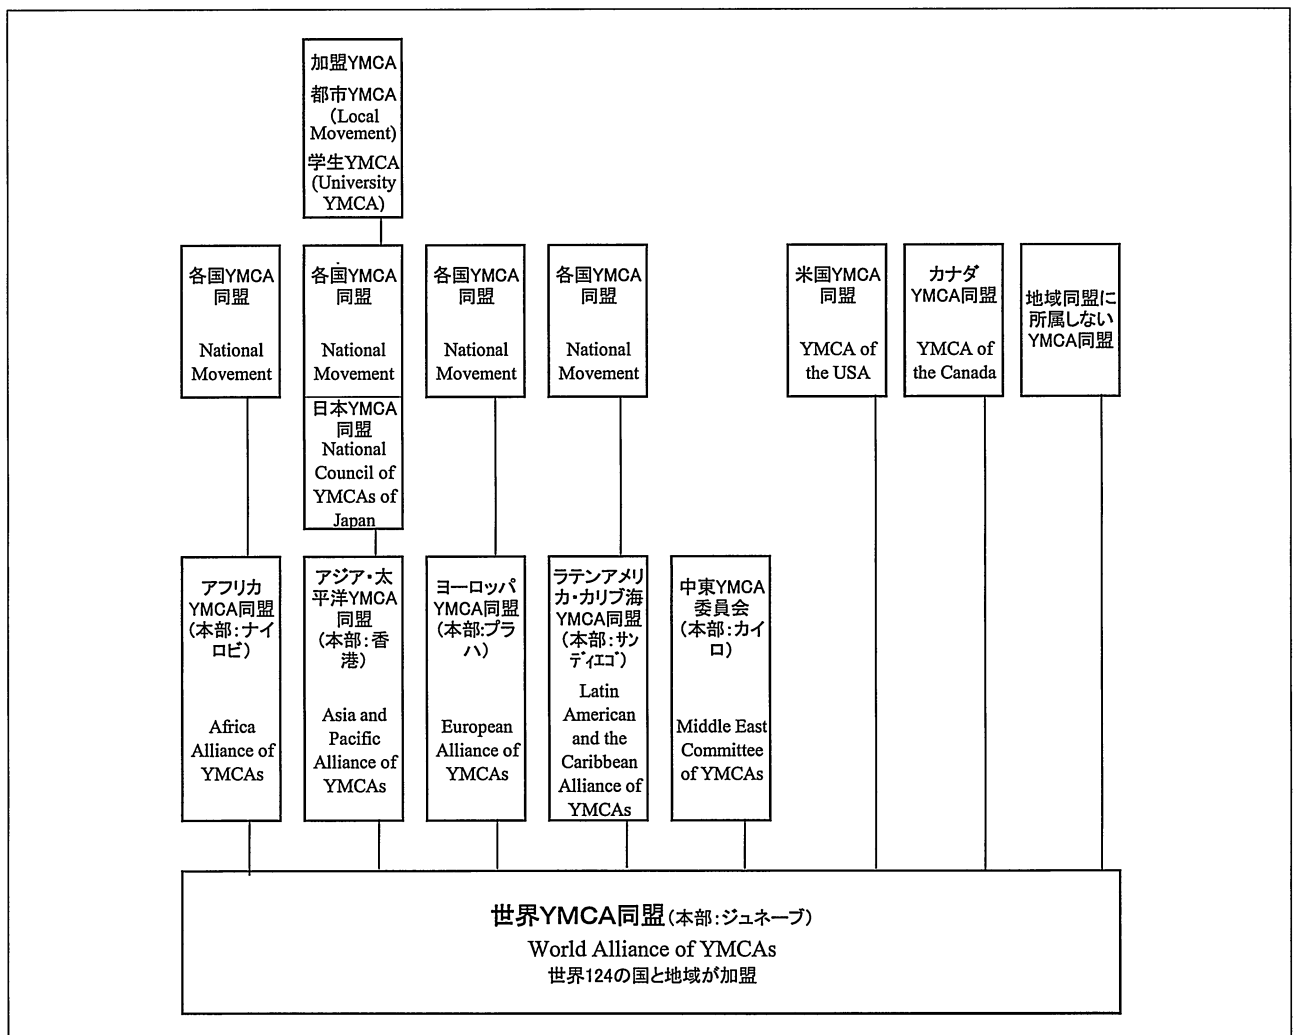 加盟YMCA
都市YMCA
(Local
Movement)
学生YMCA
(University
YMCA)
各国YMCA
同盟
National
Movement
各国YMCA
同盟
National
Movement
日本YMCA
同盟
National
Council of
YMCAs of
Japan
各国YMCA
同盟
National
Movement
各国YMCA
同盟
National
Movement
米国YMCA
同盟
YMCA of
the USA
カナダ
YMCA同盟
YMCA of
the Canada
地域同盟に
所属しない
YMCA同盟
アフリカ
YMCA同盟
(本部:ナイ
ロビ)
Africa
Alliance of
YMCAs
アジア・太
平洋YMCA
同盟
(本部:香
港)
Asia and
Pacific
Alliance of
YMCAs
ヨーロッパ
YMCA同盟
(本部:プラ
ハ)
European
Alliance of
YMCAs
ラテンアメリ
カ・カリブ海
YMCA同盟
(本部:サン
ディエゴ)
Latin
American
and the
Caribbean
Alliance of
YMCAs
中東YMCA
委員会
(本部:カイ
ロ)
Middle East
Committee
of YMCAs
世界YMCA同盟(本部:ジュネーブ)
World Alliance of YMCAs
世界124の国と地域が加盟